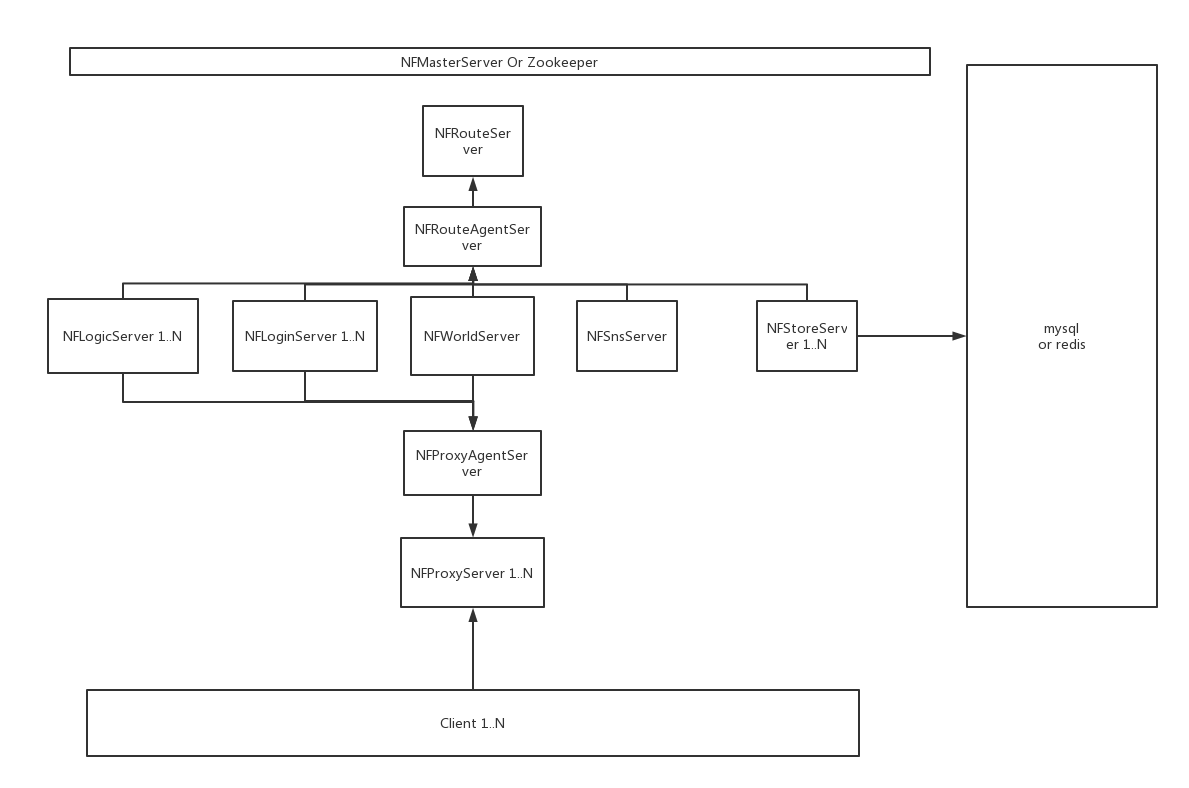 NFMasterServer Or Zookeeper
NFRouteSer
ver
NFRouteAgentSer
ver
NFLogicServer 1..N
NFLoginServer 1..N
NFWorldServer
NFSnsServer
NFStoreServ
er 1..N
mysql
or redis
NFProxyAgentSer
ver
NFProxyServer 1..N
Client 1..N